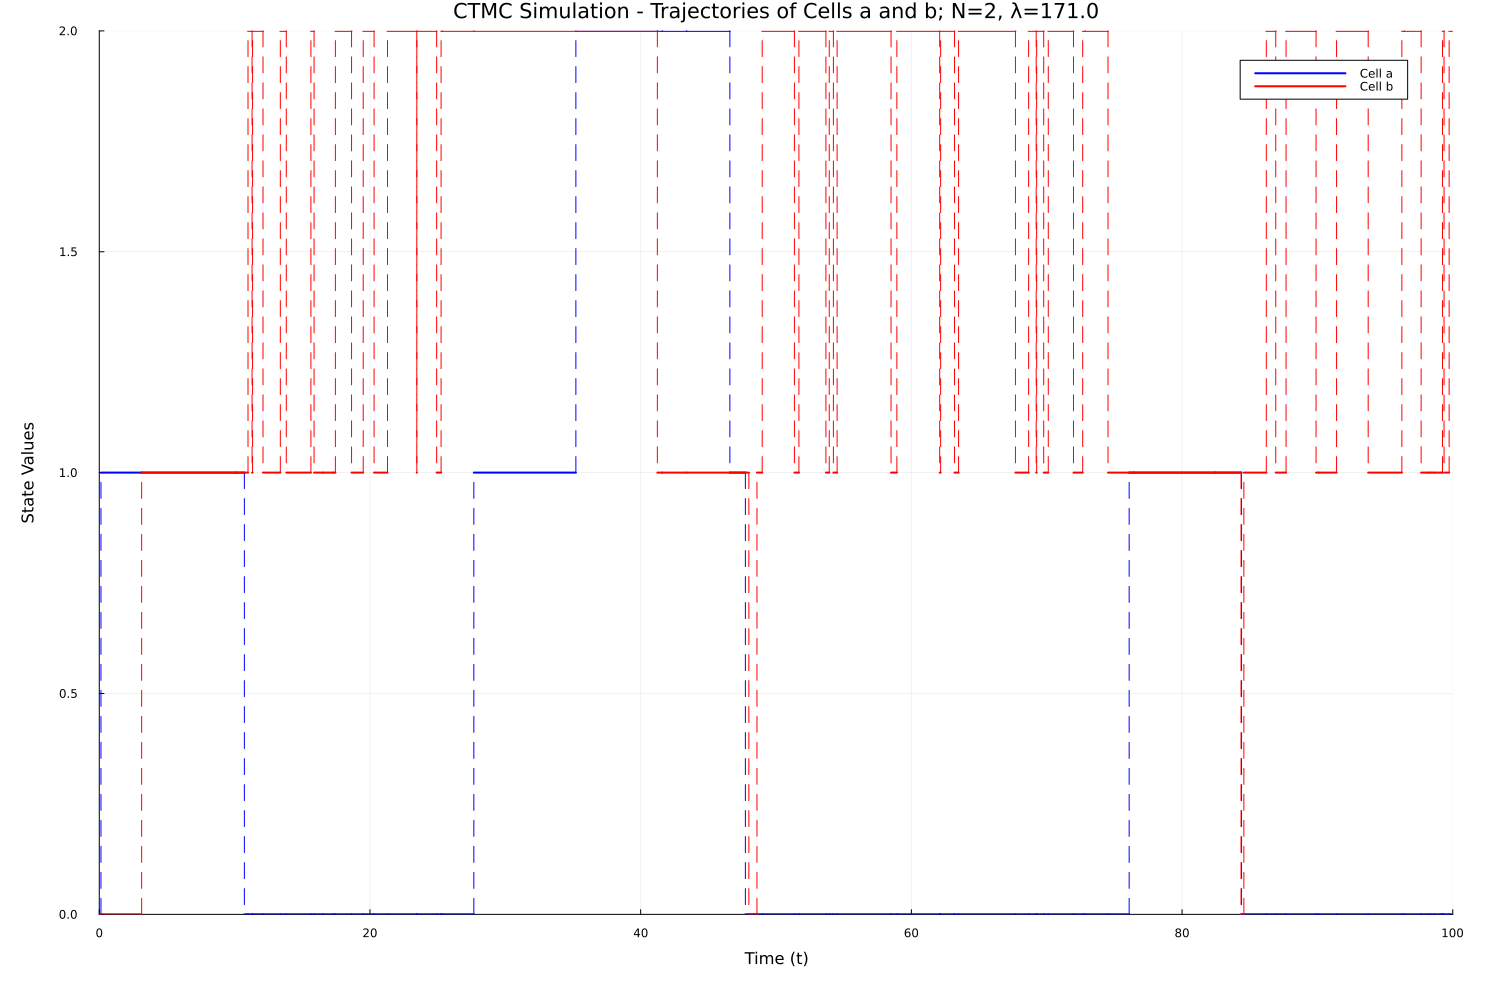 CTMC Simulation - Trajectories of Cells a and b; N=2, λ=171.0
2.0
Cell a
Cell b
1.5
1.0
State Values
0.5
0.0
0 20 40 60 80 100
Time (t)